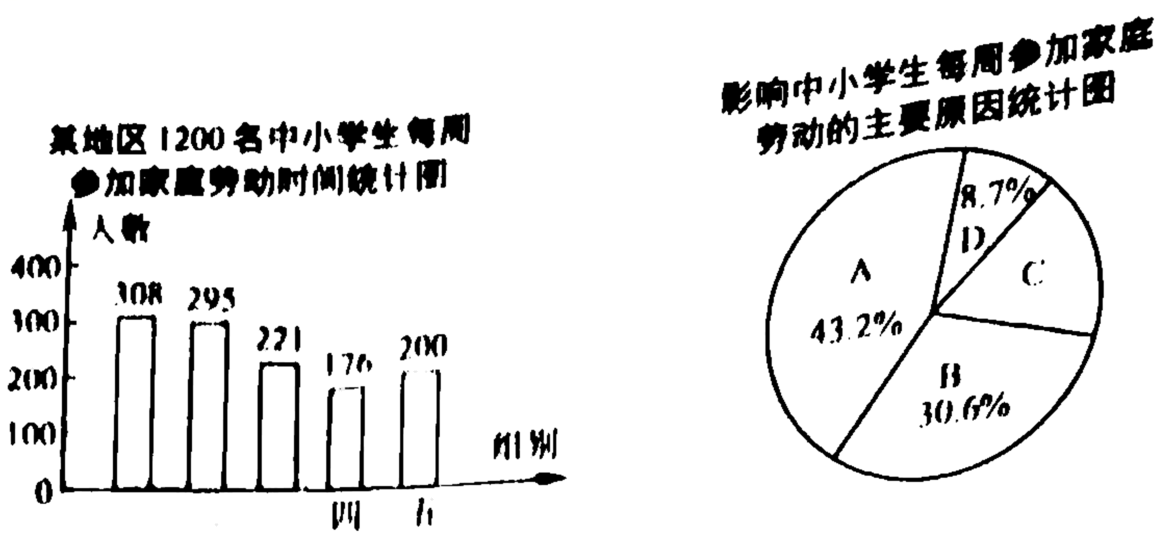 某地区1200名中小学生每周
参加家庭劳动时间统计图
人数
400
300
200
100
0
308
295
221
176
200
四
五
组别
影响中小学生每周参加家庭
劳动的主要原因统计图
A
43.2%
8.7%
D
C
B
30.6%